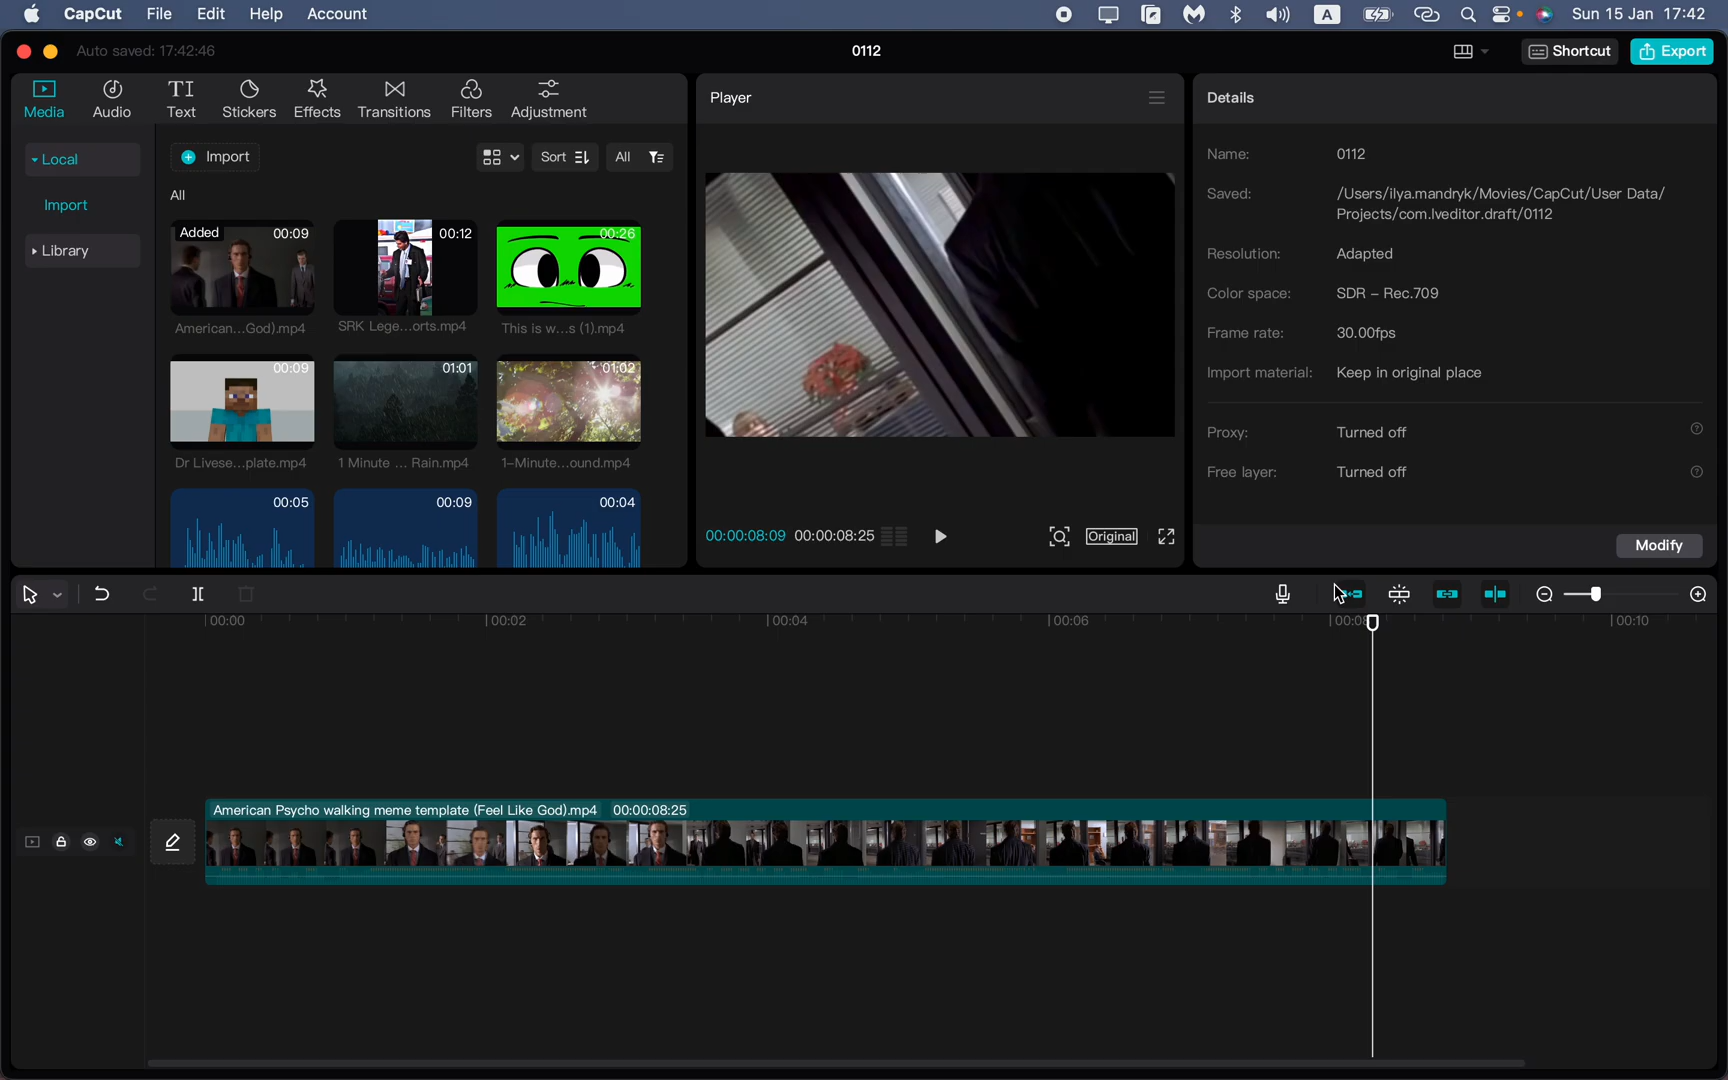 CapCut File Edit Help Account A Sun 15 Jan 17:42
Auto saved: 17:42:46 0112 Shortcut Export
Media Audio Text Stickers Effects Transitions Filters Adjustment
Local
Import
Library
Import Sort All
All
Added 00:09 00:12 00:26
American...God).mp4 SRK Lege...orts.mp4 This is w...s (1).mp4
00:09 01:01 01:02
Dr Livese...plate.mp4 1 Minute ... Rain.mp4 1-Minute...ound.mp4
00:05 00:09 00:04
Player
00:00:08:09 00:00:08:25 Original
Details
Name: 0112
Saved: /Users/ilya.mandryk/Movies/CapCut/User Data/
Projects/com.lveditor.draft/0112
Resolution: Adapted
Color space: SDR – Rec.709
Frame rate: 30.00fps
Import material: Keep in original place
Proxy: Turned off
Free layer: Turned off
Modify
00:00 00:02 00:04 00:06 00:08 00:10
American Psycho walking meme template (Feel Like God).mp4 00:00:08:25